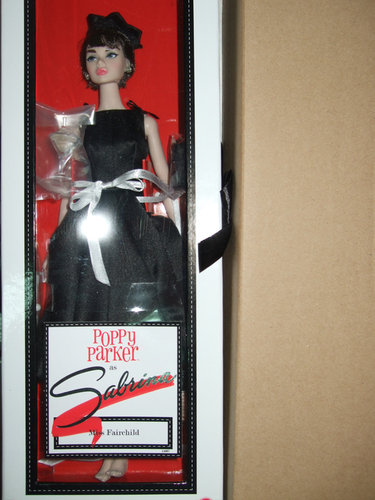 POPPY
PARKER
as
Sabrina
Miss Fairchild